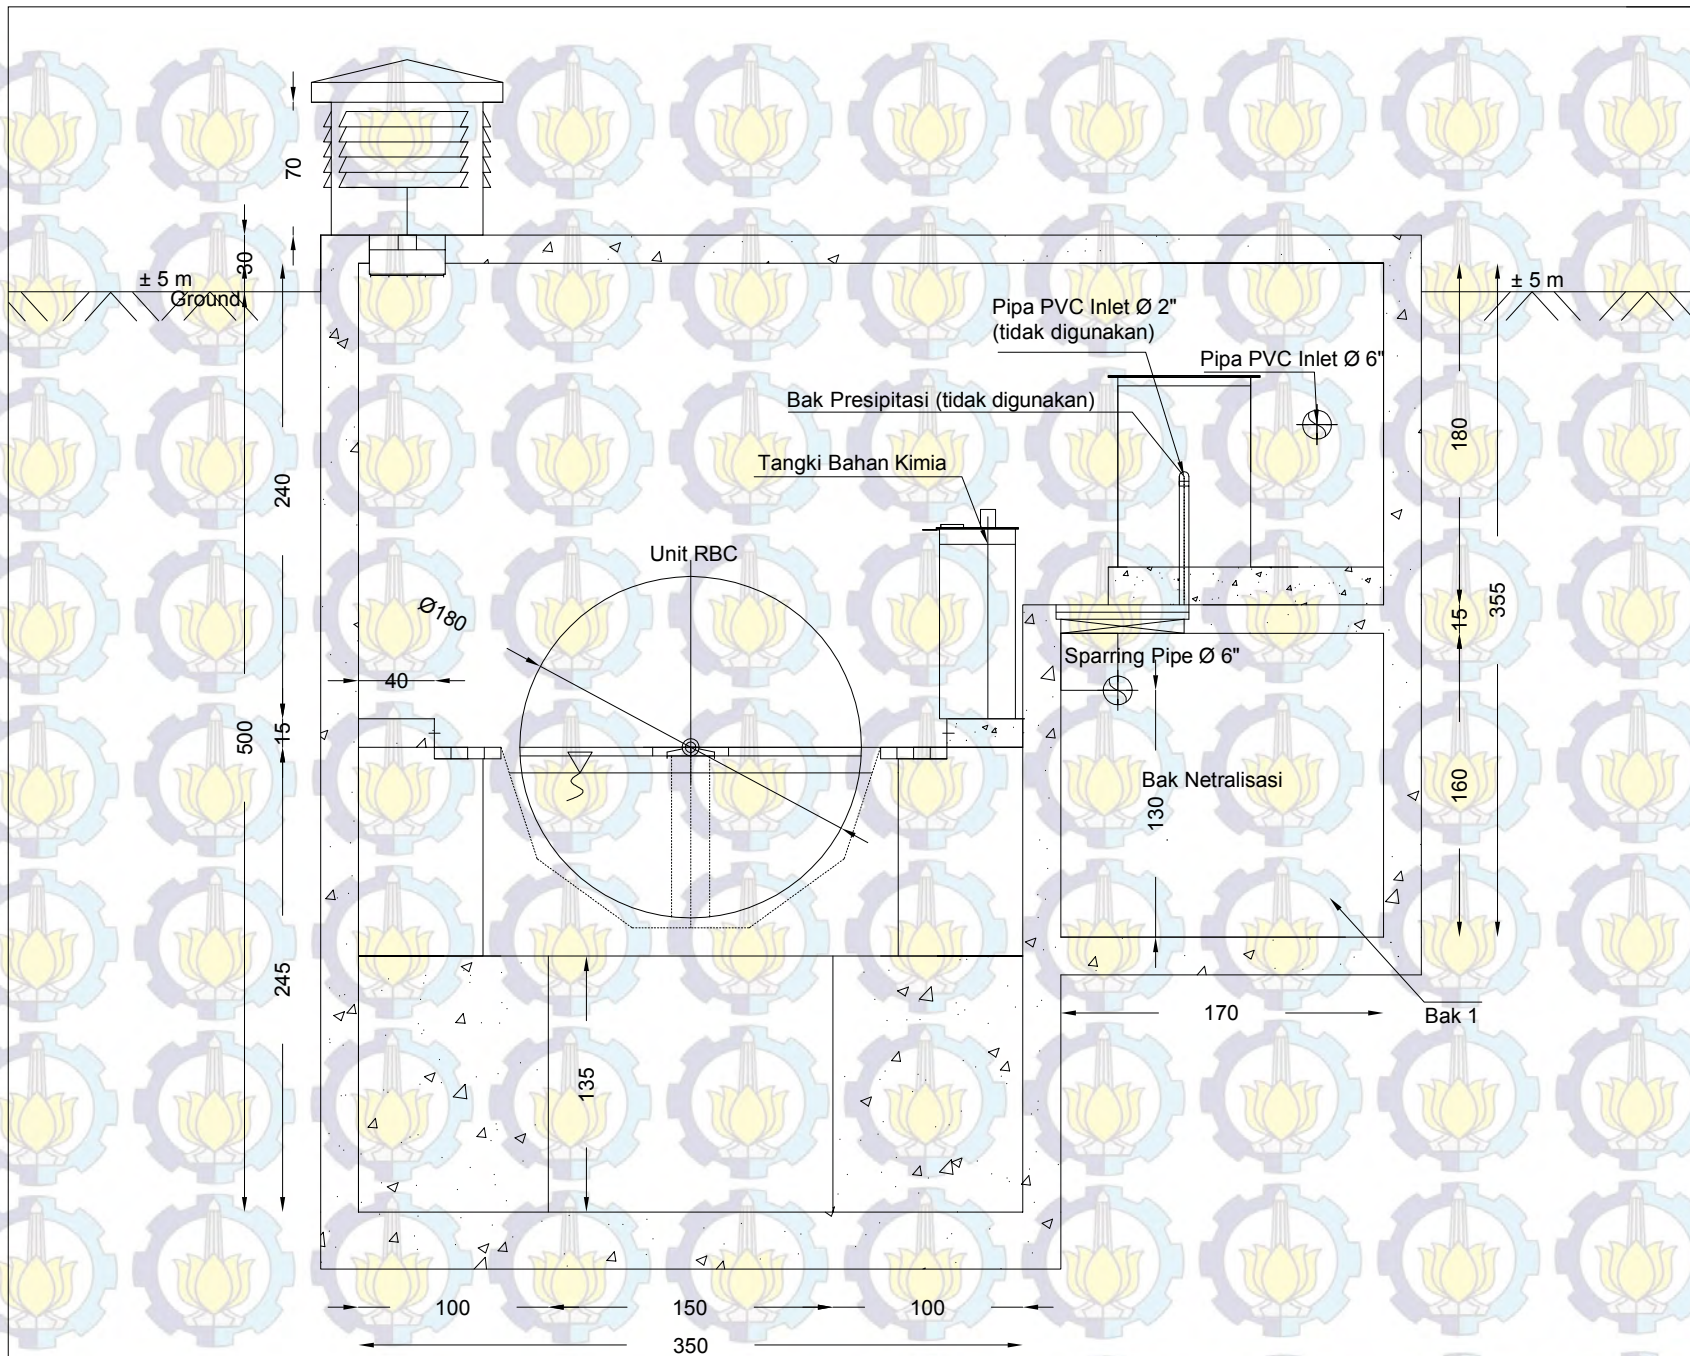 70
30
± 5 m
Ground
± 5 m
Pipa PVC Inlet Ø 2"
(tidak digunakan)
Pipa PVC Inlet Ø 6"
Bak Presipitasi (tidak digunakan)
Tangki Bahan Kimia
Unit RBC
Ø180
240
180
15
355
Sparring Pipe Ø 6"
40
500
15
Bak Netralisasi
130
160
245
170
Bak 1
135
100
150
100
350